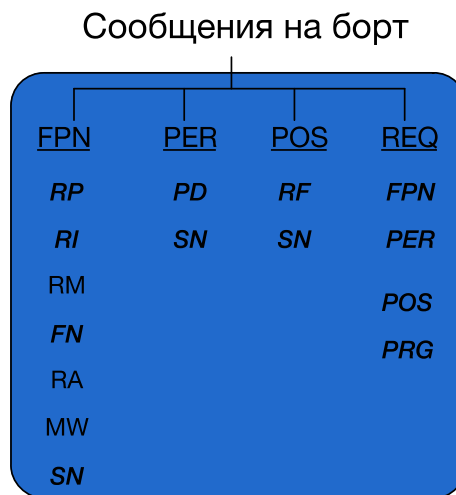 Сообщения на борт
FPN PER POS REQ
RP PD RF FPN
RI SN SN PER
RM
POS
FN
PRG
RA
MW
SN